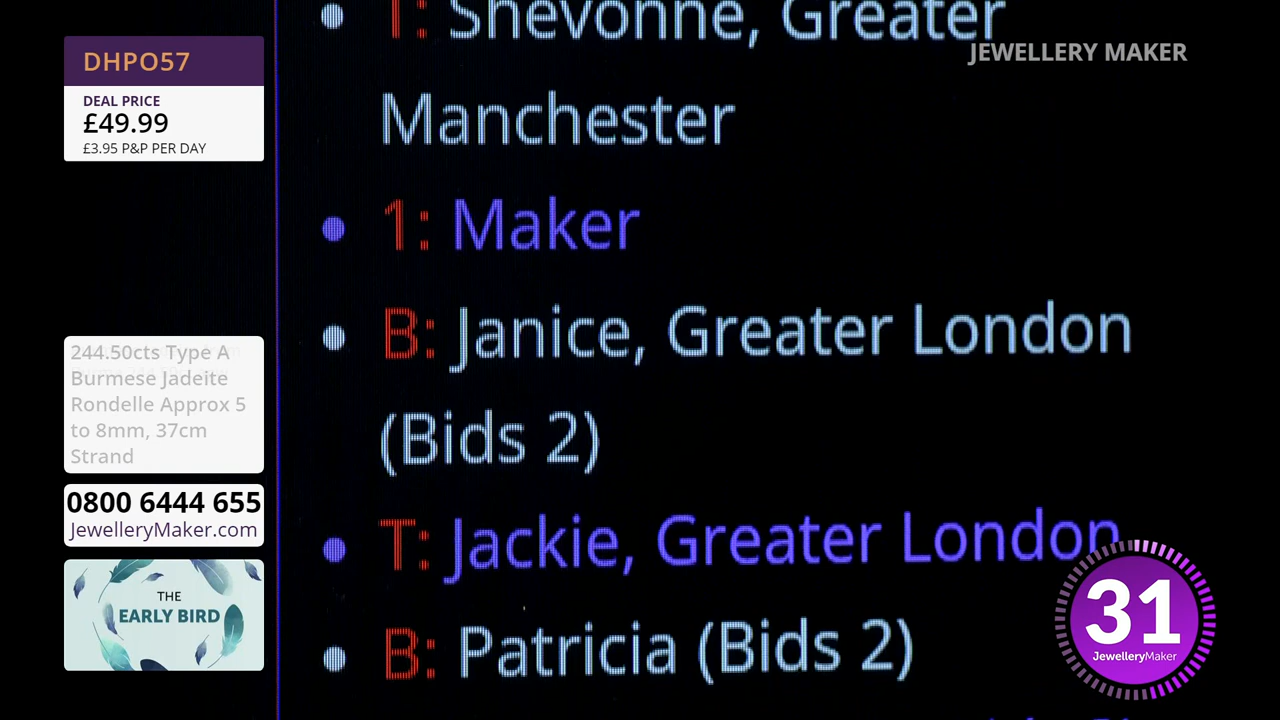 DHPO57
DEAL PRICE
£49.99
£3.95 P&P PER DAY
244.50cts Type A
Burmese Jadeite
Rondelle Approx 5
to 8mm, 37cm
Strand
0800 6444 655
JewelleryMaker.com
THE
EARLY BIRD
JEWELLERY MAKER
T: Shevonne, Greater
Manchester
1: Maker
B: Janice, Greater London
(Bids 2)
T: Jackie, Greater London
B: Patricia (Bids 2)
31
JewelleryMaker